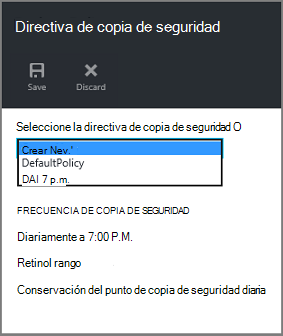 Directiva de copia de seguridad
Save Discard
Seleccione la directiva de copia de seguridad O
Crear Nev.'
DefaultPolicy
DAI 7 p.m.
FRECUENCIA DE COPIA DE SEGURIDAD
Diariamente a 7:00 P.M.
Retinol rango
Conservación del punto de copia de seguridad diaria